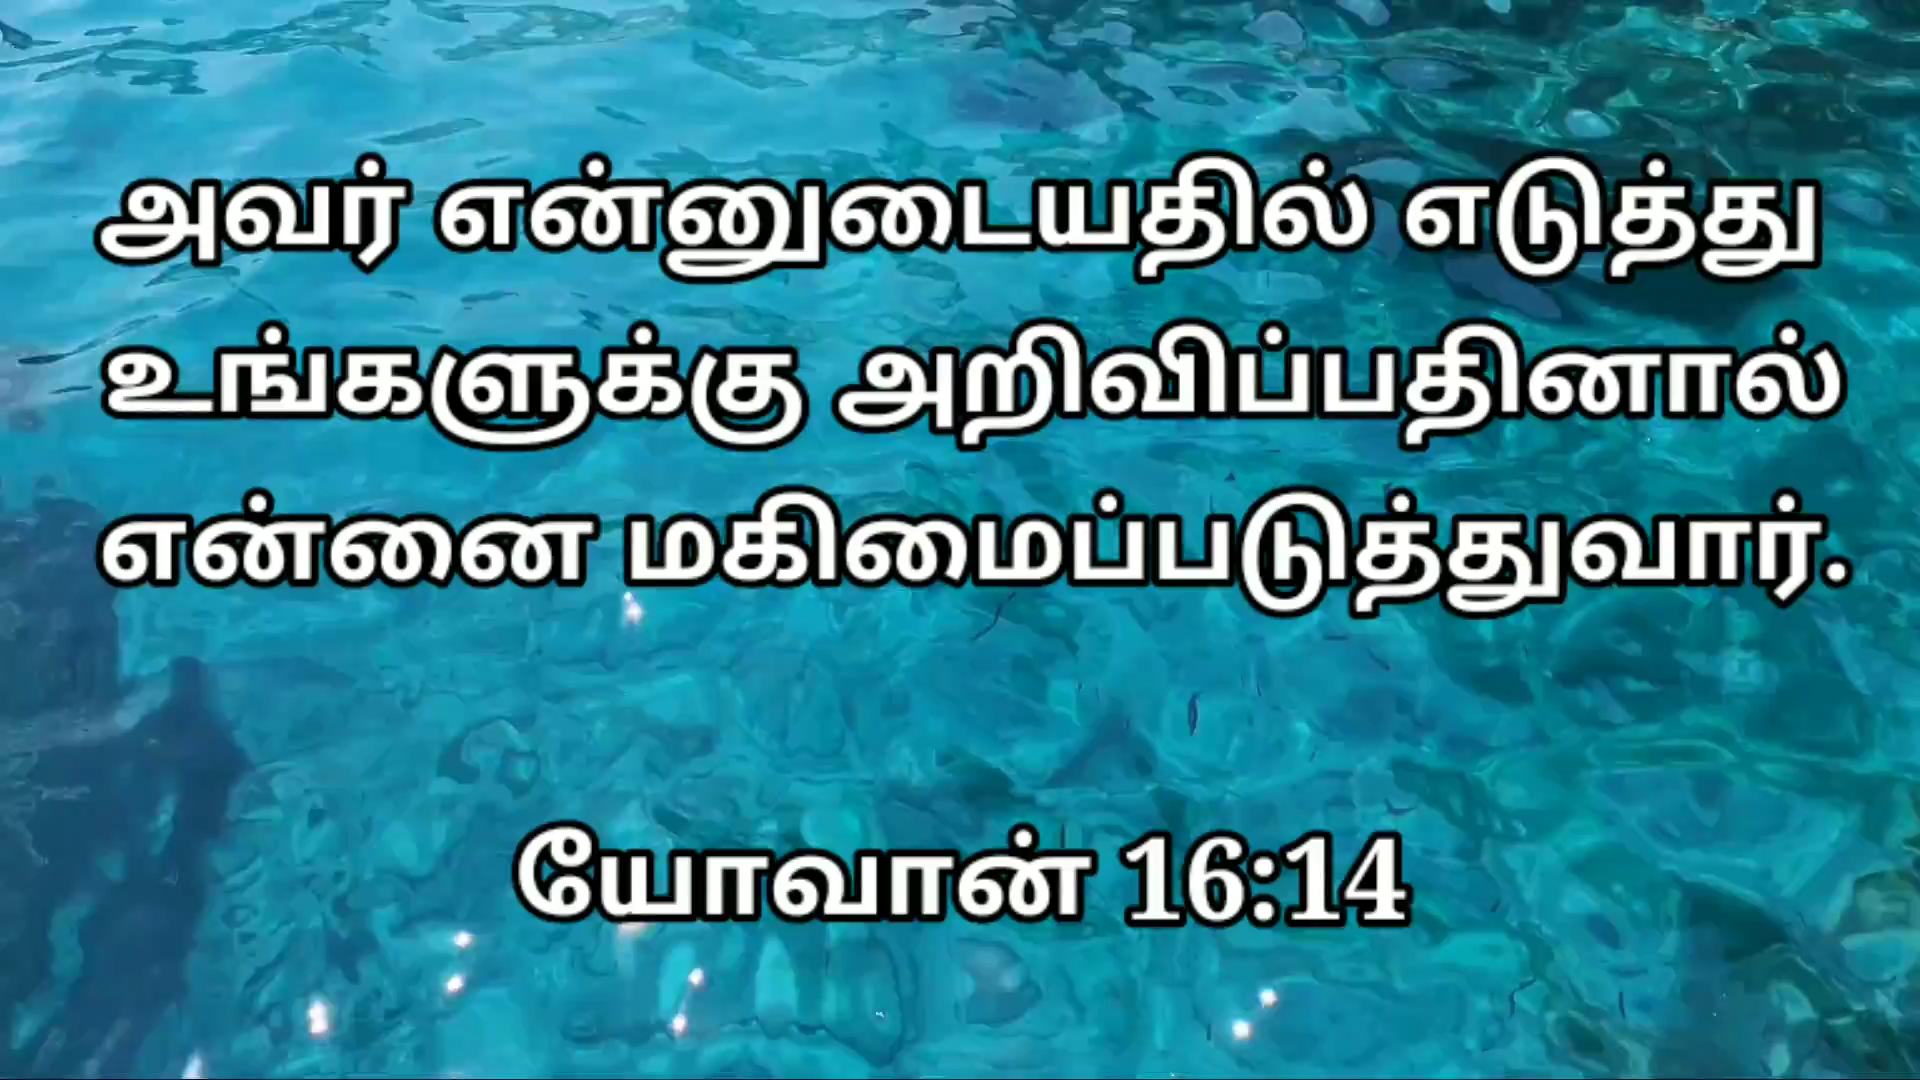 அவர் என்னுடையதில் எடுத்து
உங்களுக்கு அறிவிப்பதினால்
என்னை மகிமைப்படுத்துவார்.
யோவான் 16:14